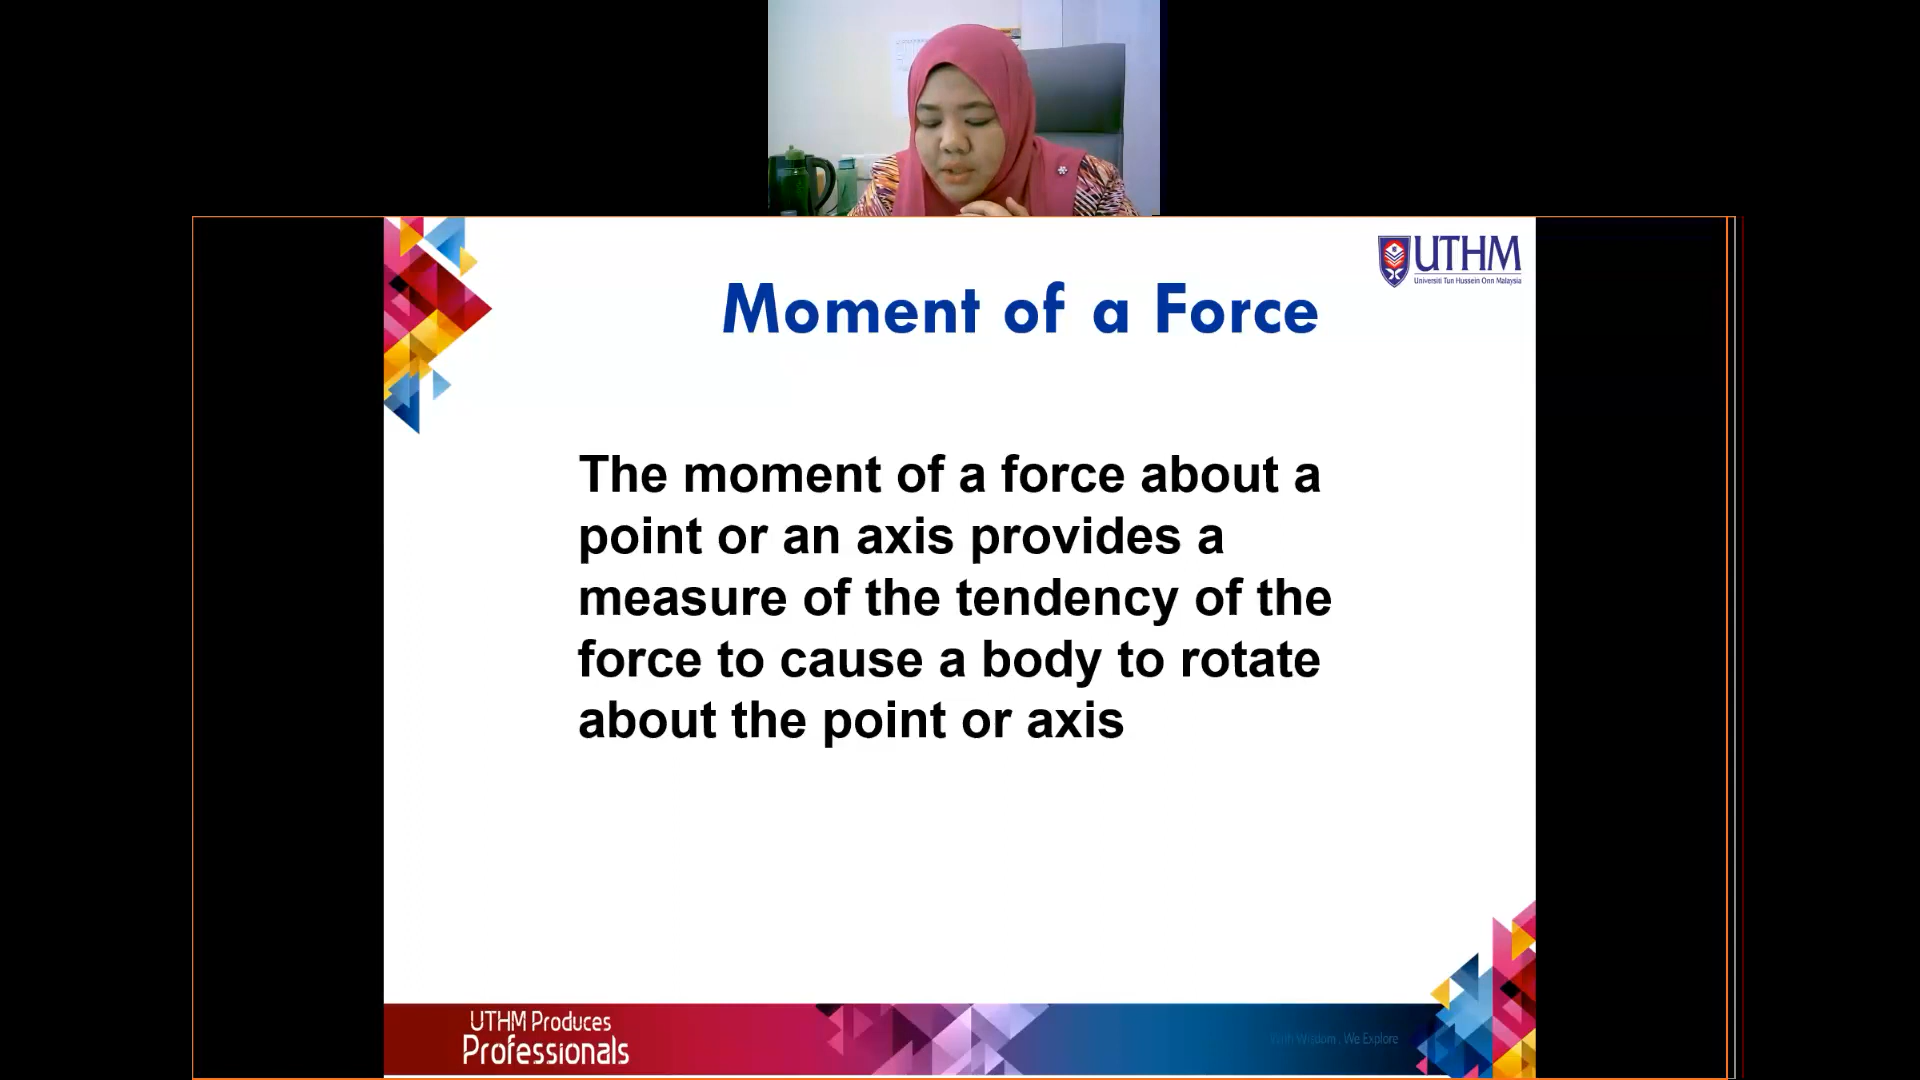 UTHM
Universiti Tun Hussein Onn Malaysia
Moment of a Force
The moment of a force about a
point or an axis provides a
measure of the tendency of the
force to cause a body to rotate
about the point or axis
UTHM Produces
Professionals
With Wisdom . We Explore